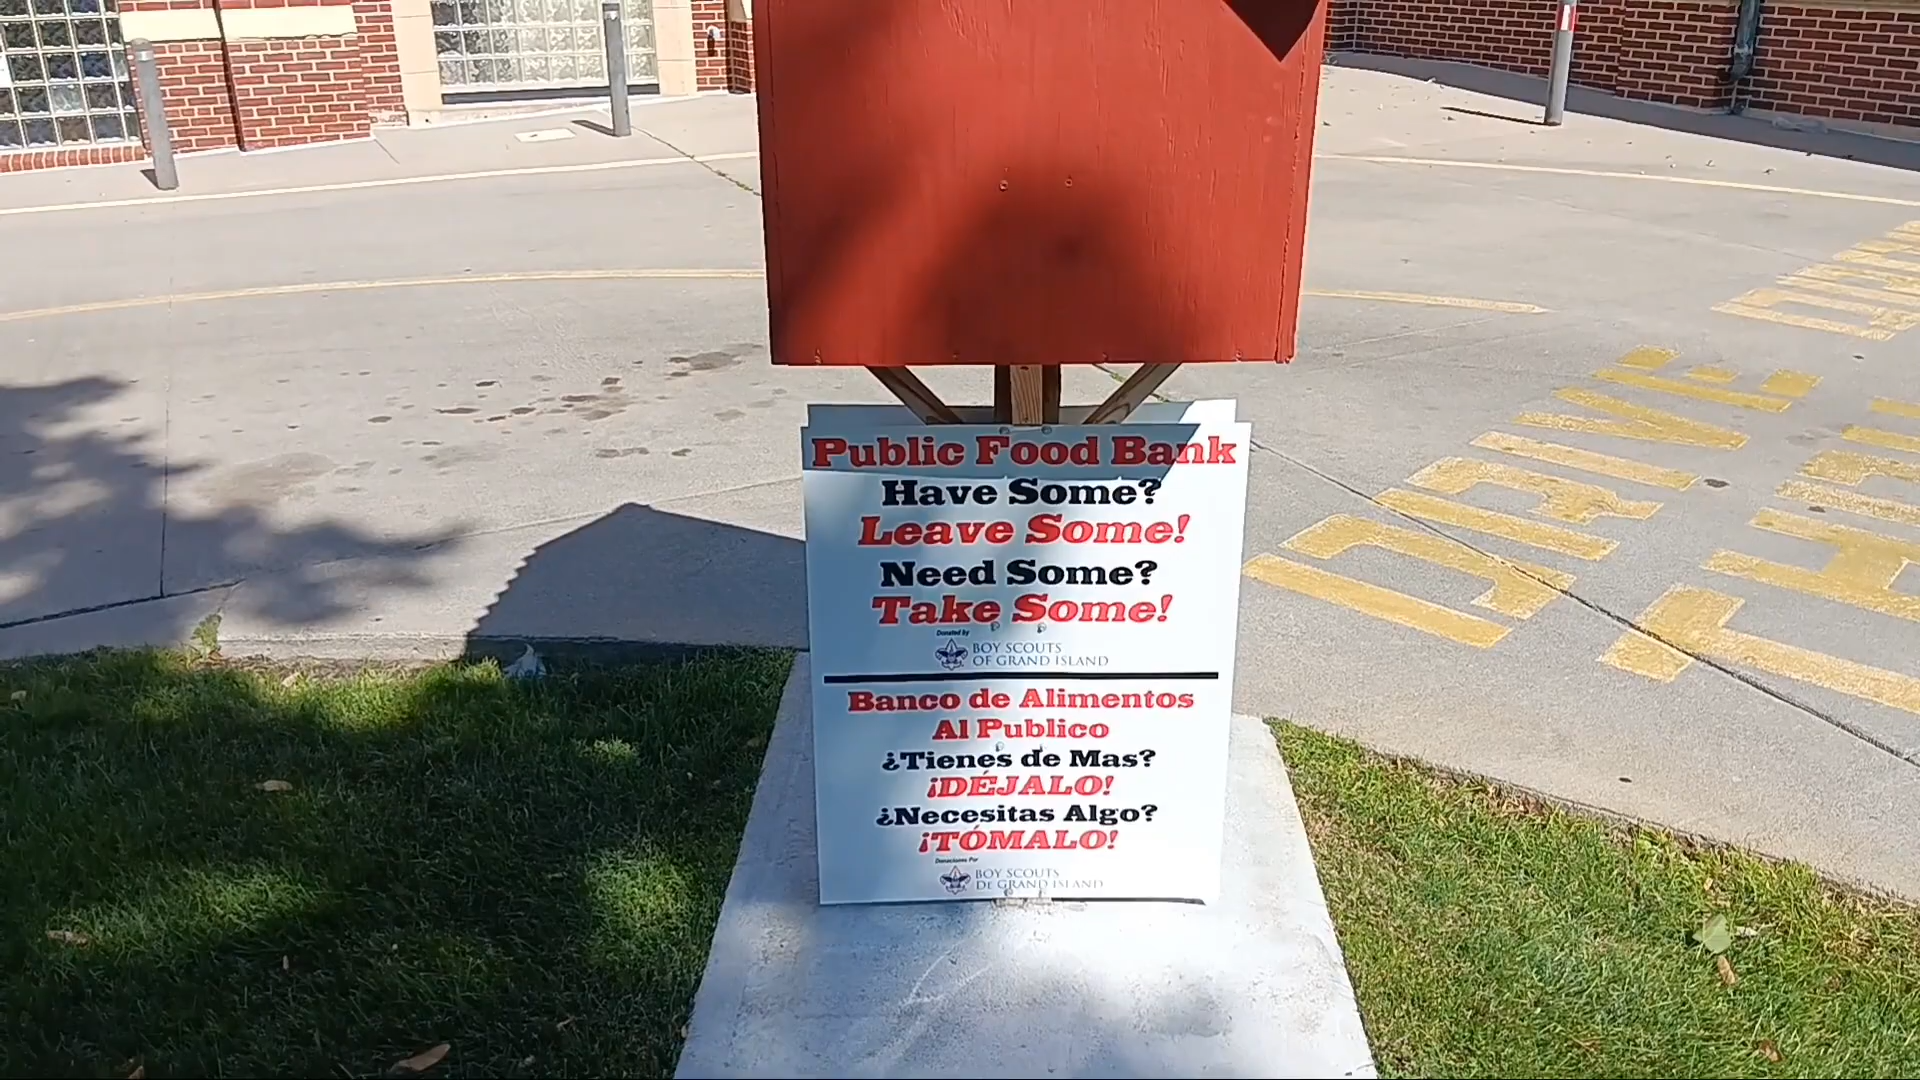 Public Food Bank
Have Some?
Leave Some!
Need Some?
Take Some!
Donated by
BOY SCOUTS
OF GRAND ISLAND
Banco de Alimentos
Al Publico
¿Tienes de Mas?
¡DÉJALO!
¿Necesitas Algo?
¡TÓMALO!
Donaciones Por
BOY SCOUTS
DE GRAND ISLAND
DRIVE